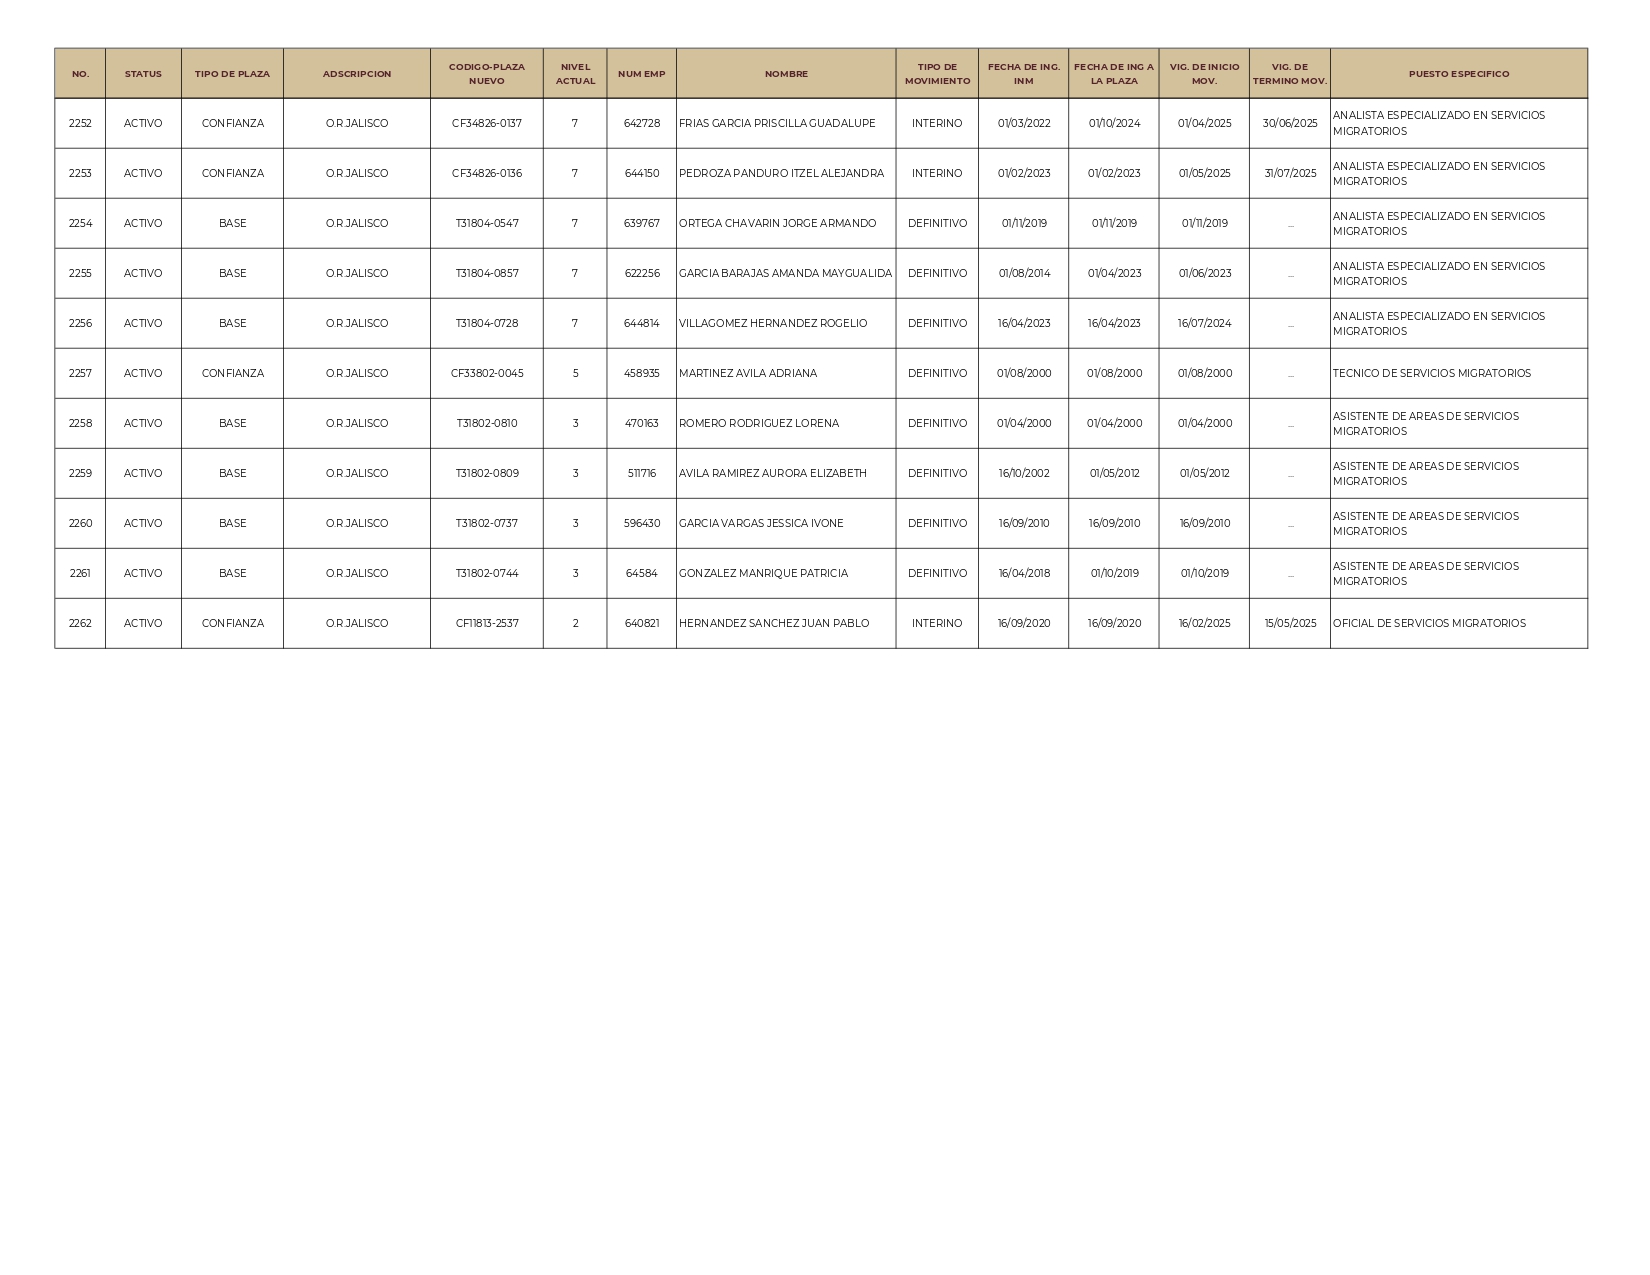 NO. STATUS TIPO DE PLAZA ADSCRIPCION CODIGO-PLAZA NUEVO NIVEL ACTUAL NUM EMP NOMBRE TIPO DE MOVIMIENTO FECHA DE ING. INM FECHA DE ING A LA PLAZA VIG. DE INICIO MOV. VIG. DE TERMINO MOV. PUESTO ESPECIFICO
2252 ACTIVO CONFIANZA O.R.JALISCO CF34826-0137 7 642728 FRIAS GARCIA PRISCILLA GUADALUPE INTERINO 01/03/2022 01/10/2024 01/04/2025 30/06/2025 ANALISTA ESPECIALIZADO EN SERVICIOS MIGRATORIOS
2253 ACTIVO CONFIANZA O.R.JALISCO CF34826-0136 7 644150 PEDROZA PANDURO ITZEL ALEJANDRA INTERINO 01/02/2023 01/02/2023 01/05/2025 31/07/2025 ANALISTA ESPECIALIZADO EN SERVICIOS MIGRATORIOS
2254 ACTIVO BASE O.R.JALISCO T31804-0547 7 639767 ORTEGA CHAVARIN JORGE ARMANDO DEFINITIVO 01/11/2019 01/11/2019 01/11/2019 ... ANALISTA ESPECIALIZADO EN SERVICIOS MIGRATORIOS
2255 ACTIVO BASE O.R.JALISCO T31804-0857 7 622256 GARCIA BARAJAS AMANDA MAYGUALIDA DEFINITIVO 01/08/2014 01/04/2023 01/06/2023 ... ANALISTA ESPECIALIZADO EN SERVICIOS MIGRATORIOS
2256 ACTIVO BASE O.R.JALISCO T31804-0728 7 644814 VILLAGOMEZ HERNANDEZ ROGELIO DEFINITIVO 16/04/2023 16/04/2023 16/07/2024 ... ANALISTA ESPECIALIZADO EN SERVICIOS MIGRATORIOS
2257 ACTIVO CONFIANZA O.R.JALISCO CF33802-0045 5 458935 MARTINEZ AVILA ADRIANA DEFINITIVO 01/08/2000 01/08/2000 01/08/2000 ... TECNICO DE SERVICIOS MIGRATORIOS
2258 ACTIVO BASE O.R.JALISCO T31802-0810 3 470163 ROMERO RODRIGUEZ LORENA DEFINITIVO 01/04/2000 01/04/2000 01/04/2000 ... ASISTENTE DE AREAS DE SERVICIOS MIGRATORIOS
2259 ACTIVO BASE O.R.JALISCO T31802-0809 3 511716 AVILA RAMIREZ AURORA ELIZABETH DEFINITIVO 16/10/2002 01/05/2012 01/05/2012 ... ASISTENTE DE AREAS DE SERVICIOS MIGRATORIOS
2260 ACTIVO BASE O.R.JALISCO T31802-0737 3 596430 GARCIA VARGAS JESSICA IVONE DEFINITIVO 16/09/2010 16/09/2010 16/09/2010 ... ASISTENTE DE AREAS DE SERVICIOS MIGRATORIOS
2261 ACTIVO BASE O.R.JALISCO T31802-0744 3 64584 GONZALEZ MANRIQUE PATRICIA DEFINITIVO 16/04/2018 01/10/2019 01/10/2019 ... ASISTENTE DE AREAS DE SERVICIOS MIGRATORIOS
2262 ACTIVO CONFIANZA O.R.JALISCO CF11813-2537 2 640821 HERNANDEZ SANCHEZ JUAN PABLO INTERINO 16/09/2020 16/09/2020 16/02/2025 15/05/2025 OFICIAL DE SERVICIOS MIGRATORIOS